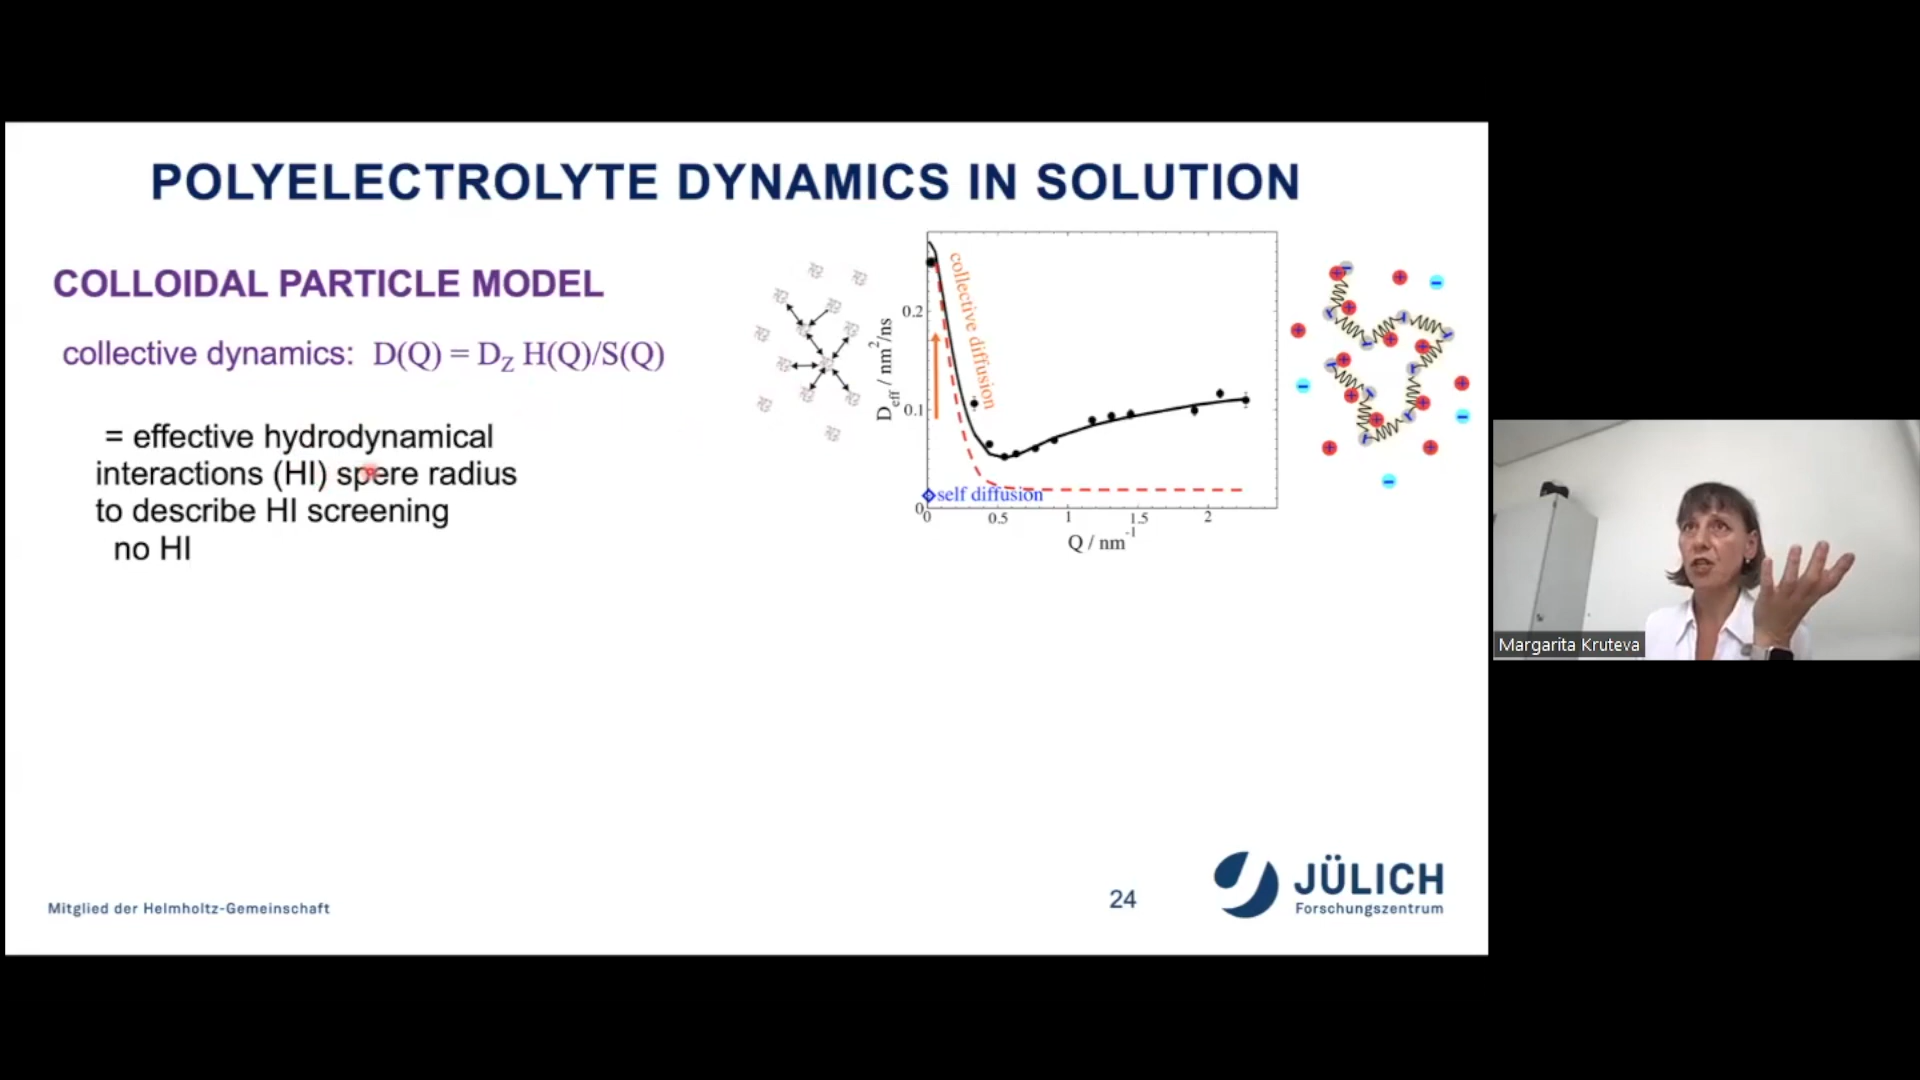 POLYELECTROLYTE DYNAMICS IN SOLUTION
COLLOIDAL PARTICLE MODEL
collective dynamics: D(Q) = D_Z H(Q)/S(Q)
= effective hydrodynamical
interactions (HI) spere radius
to describe HI screening
no HI
D_eff / nm^2/ns
0.2
0.1
0
collective diffusion
self diffusion
0 0.5 1 1.5 2
Q / nm^-1
Margarita Kruteva
Mitglied der Helmholtz-Gemeinschaft
24
JÜLICH
Forschungszentrum